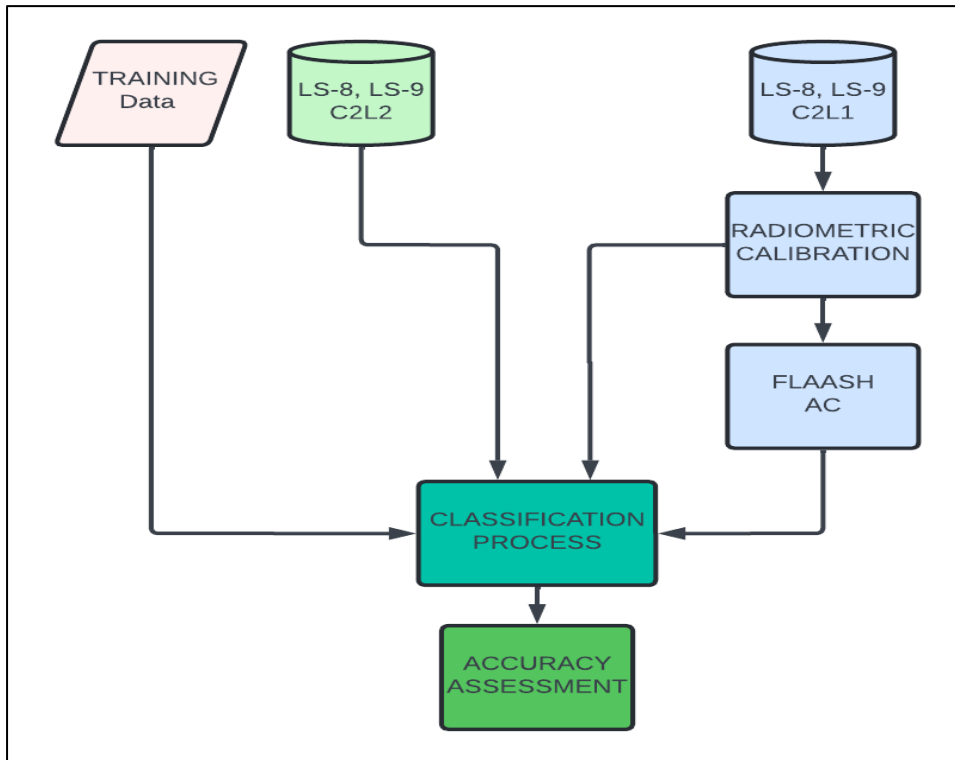 TRAINING
Data
LS-8, LS-9
C2L2
LS-8, LS-9
C2L1
RADIOMETRIC
CALIBRATION
FLAASH
AC
CLASSIFICATION
PROCESS
ACCURACY
ASSESSMENT